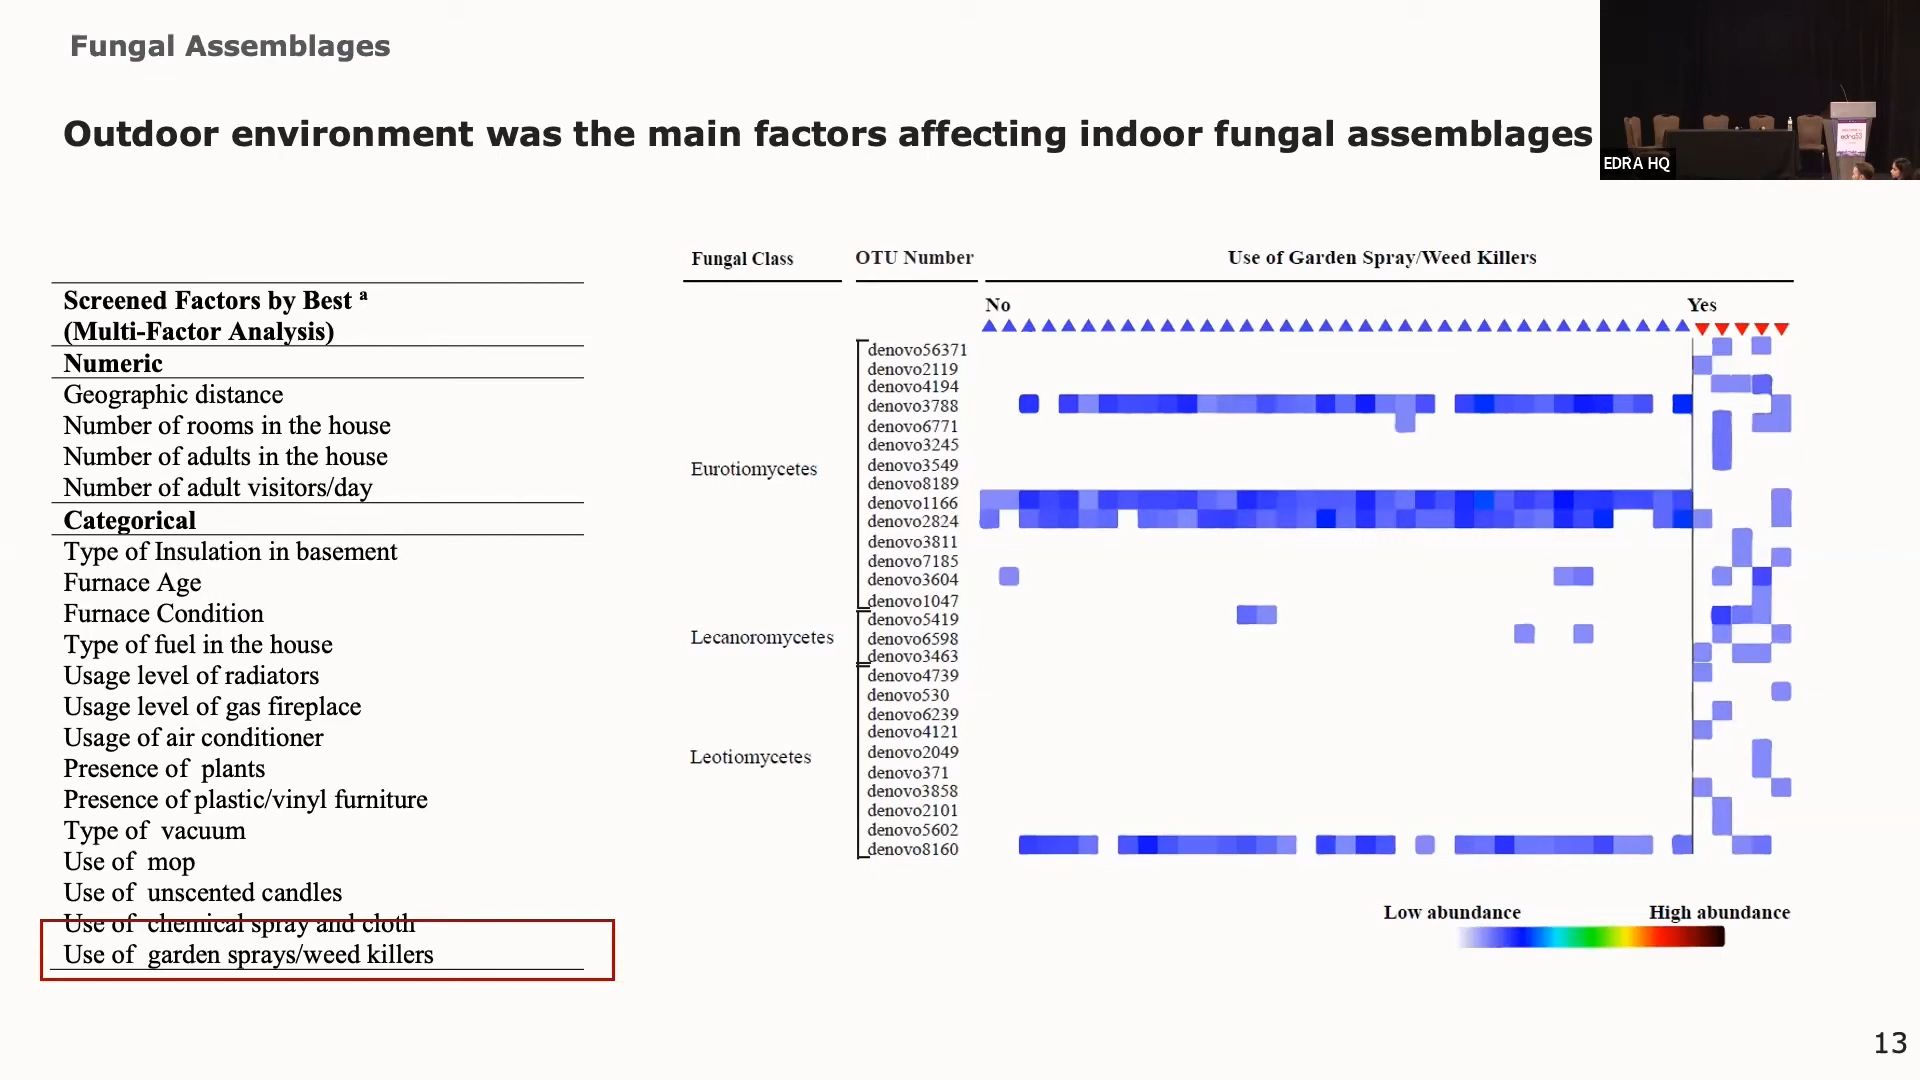 Fungal Assemblages
Outdoor environment was the main factors affecting indoor fungal assemblages
EDRA HQ
Screened Factors by Best a
(Multi-Factor Analysis)
Numeric
Geographic distance
Number of rooms in the house
Number of adults in the house
Number of adult visitors/day
Categorical
Type of Insulation in basement
Furnace Age
Furnace Condition
Type of fuel in the house
Usage level of radiators
Usage level of gas fireplace
Usage of air conditioner
Presence of plants
Presence of plastic/vinyl furniture
Type of vacuum
Use of mop
Use of unscented candles
Use of chemical spray and cloth
Use of garden sprays/weed killers
Fungal Class
OTU Number
Use of Garden Spray/Weed Killers
No
Yes
Eurotiomycetes
denovo56371
denovo2119
denovo4194
denovo3788
denovo6771
denovo3245
denovo3549
denovo8189
denovo1166
denovo2824
denovo3811
denovo7185
denovo3604
denovo1047
Lecanoromycetes
denovo5419
denovo6598
denovo3463
Leotiomycetes
denovo4739
denovo530
denovo6239
denovo4121
denovo2049
denovo371
denovo3858
denovo2101
denovo5602
denovo8160
Low abundance
High abundance
13